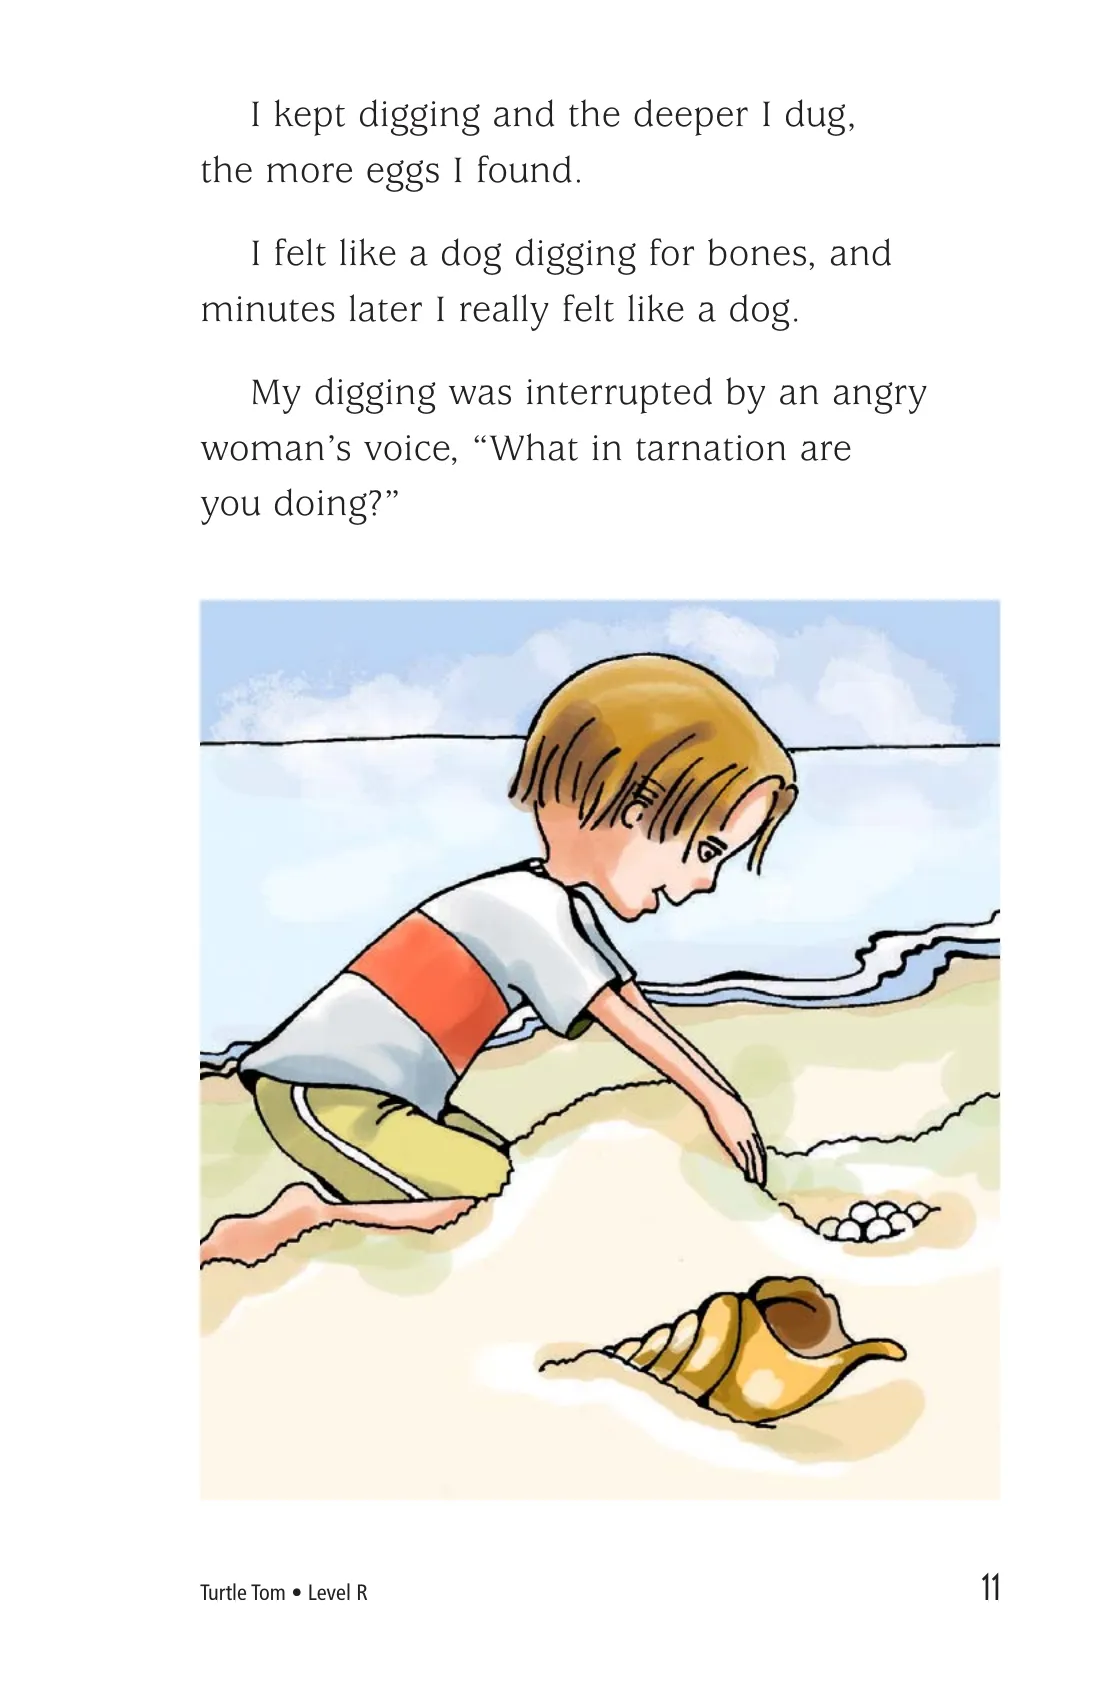 I kept digging and the deeper I dug,
the more eggs I found.
I felt like a dog digging for bones, and
minutes later I really felt like a dog.
My digging was interrupted by an angry
woman’s voice, “What in tarnation are
you doing?”
Turtle Tom • Level R
11